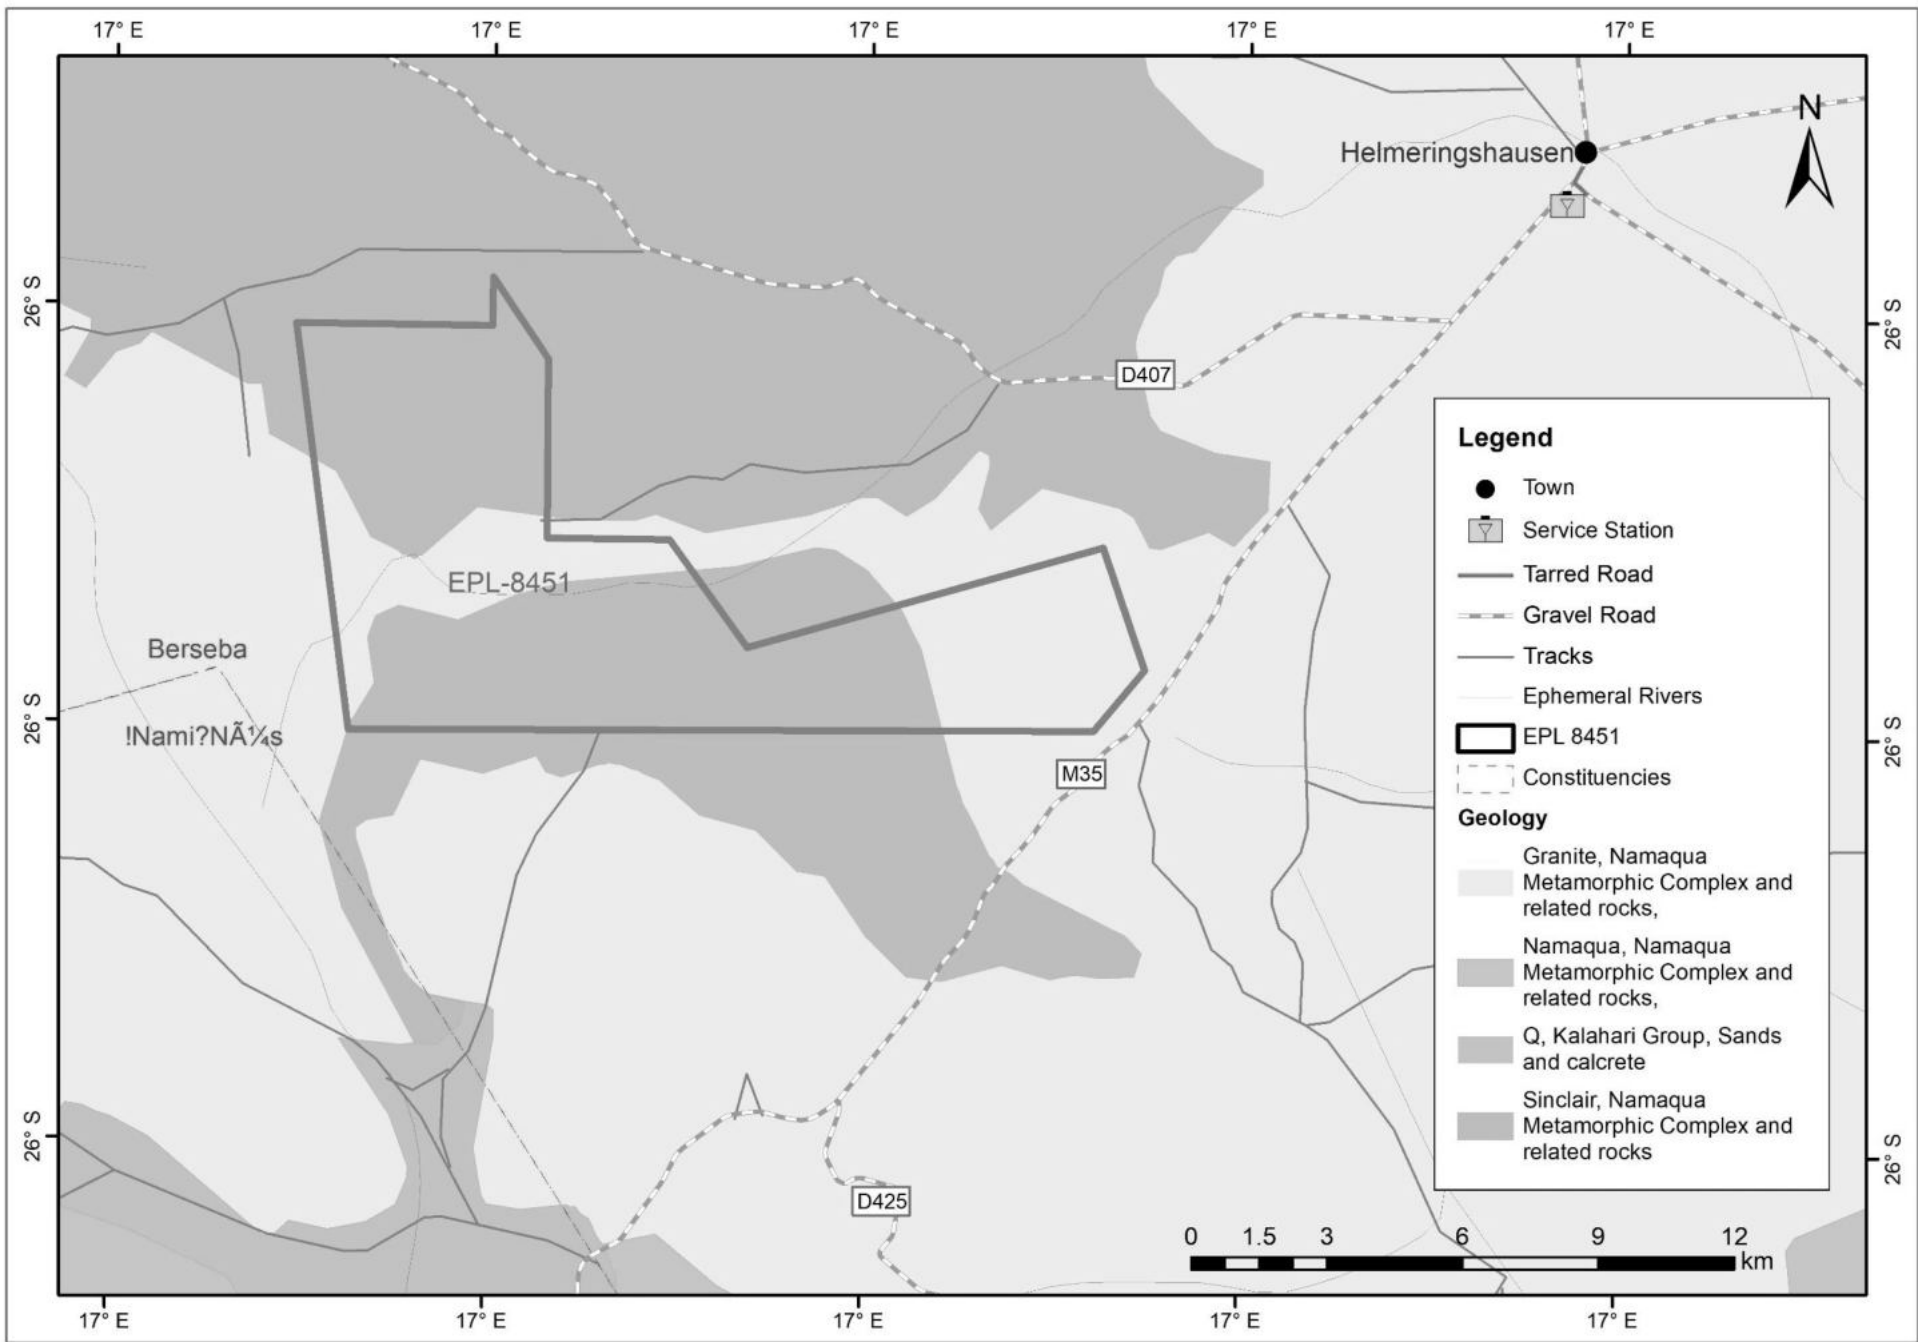 17° E 17° E 17° E 17° E 17° E
N
Helmeringshausen
26° S
26° S
D407
Legend
Town
Service Station
EPL-8451
Tarred Road
Gravel Road
Berseba
Tracks
Ephemeral Rivers
26° S
!Nami?NÃ¼s
EPL 8451
26° S
M35
Constituencies
Geology
Granite, Namaqua
Metamorphic Complex and
related rocks,
Namaqua, Namaqua
Metamorphic Complex and
related rocks,
Q, Kalahari Group, Sands
and calcrete
Sinclair, Namaqua
Metamorphic Complex and
related rocks
26° S
26° S
D425
0 1.5 3 6 9 12
km
17° E 17° E 17° E 17° E 17° E